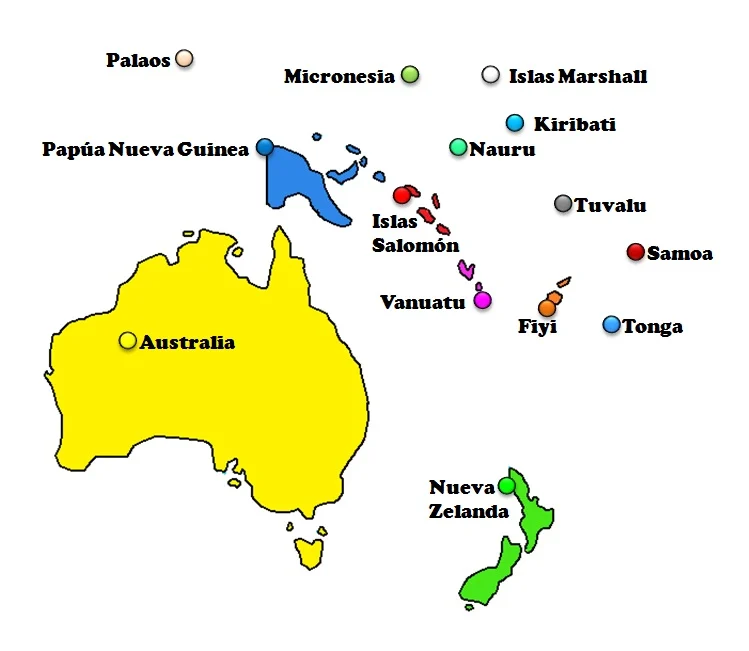 Palaos
Micronesia
Islas Marshall
Kiribati
Papúa Nueva Guinea
Nauru
Tuvalu
Islas
Salomón
Samoa
Vanuatu
Fiyi
Tonga
Australia
Nueva
Zelanda